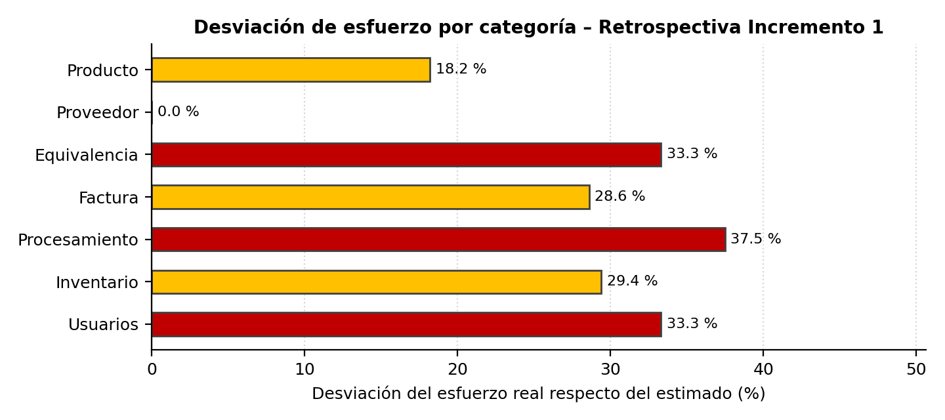 Desviación de esfuerzo por categoría – Retrospectiva Incremento 1
Producto 18.2 %
Proveedor 0.0 %
Equivalencia 33.3 %
Factura 28.6 %
Procesamiento 37.5 %
Inventario 29.4 %
Usuarios 33.3 %
0 10 20 30 40 50
Desviación del esfuerzo real respecto del estimado (%)